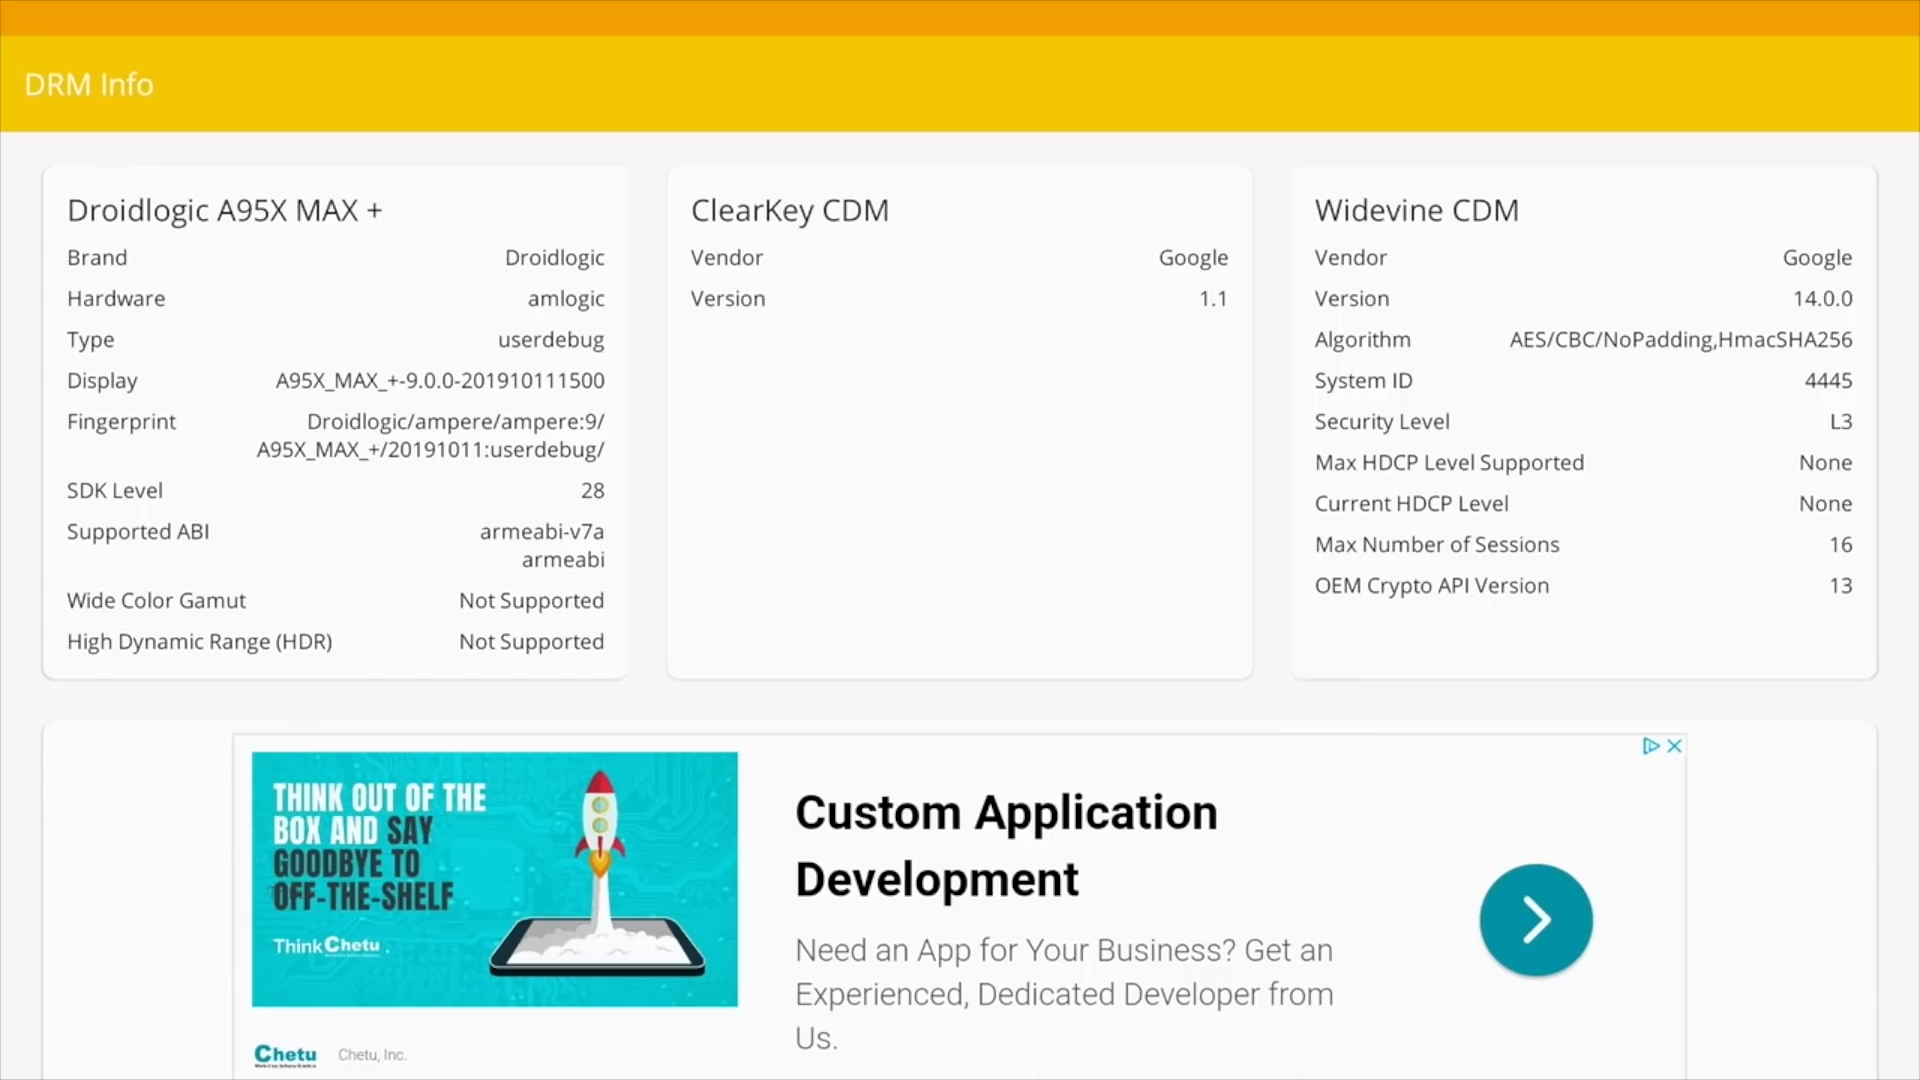 DRM Info
Droidlogic A95X MAX +
Brand Droidlogic
Hardware amlogic
Type userdebug
Display A95X_MAX_+-9.0.0-201910111500
Fingerprint Droidlogic/ampere/ampere:9/
A95X_MAX_+/20191011:userdebug/
SDK Level 28
Supported ABI armeabi-v7a
armeabi
Wide Color Gamut Not Supported
High Dynamic Range (HDR) Not Supported
ClearKey CDM
Vendor Google
Version 1.1
Widevine CDM
Vendor Google
Version 14.0.0
Algorithm AES/CBC/NoPadding,HmacSHA256
System ID 4445
Security Level L3
Max HDCP Level Supported None
Current HDCP Level None
Max Number of Sessions 16
OEM Crypto API Version 13
THINK OUT OF THE
BOX AND SAY
GOODBYE TO
OFF-THE-SHELF
ThinkChetu .
Custom Application
Development
Need an App for Your Business? Get an
Experienced, Dedicated Developer from
Us.
Chetu Chetu, Inc.